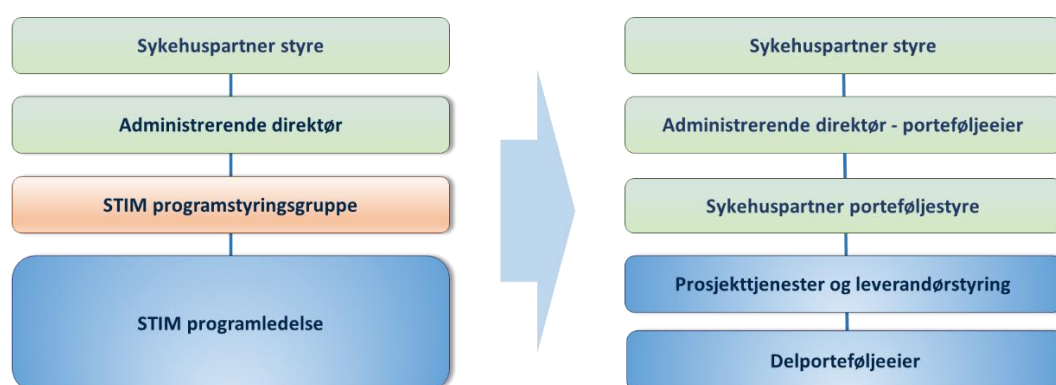 Sykehuspartner styre
Administrerende direktør
STIM programstyringsgruppe
STIM programledelse
Sykehuspartner styre
Administrerende direktør - porteføljeeier
Sykehuspartner porteføljestyre
Prosjekttjenester og leverandørstyring
Delporteføljeeier